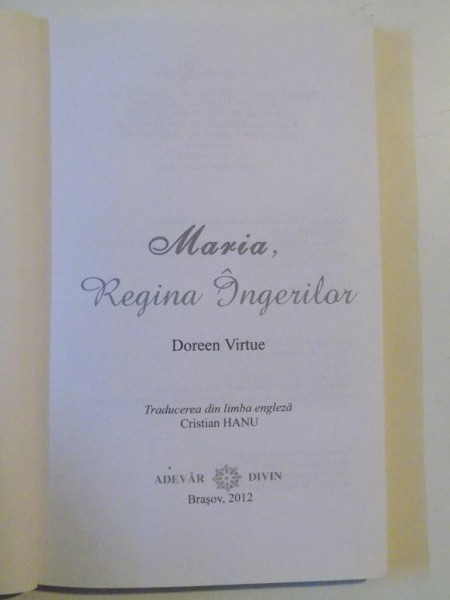 Maria,
Regina Îngerilor
Doreen Virtue
Traducerea din limba engleză
Cristian HANU
ADEVĂR DIVIN
Brașov, 2012